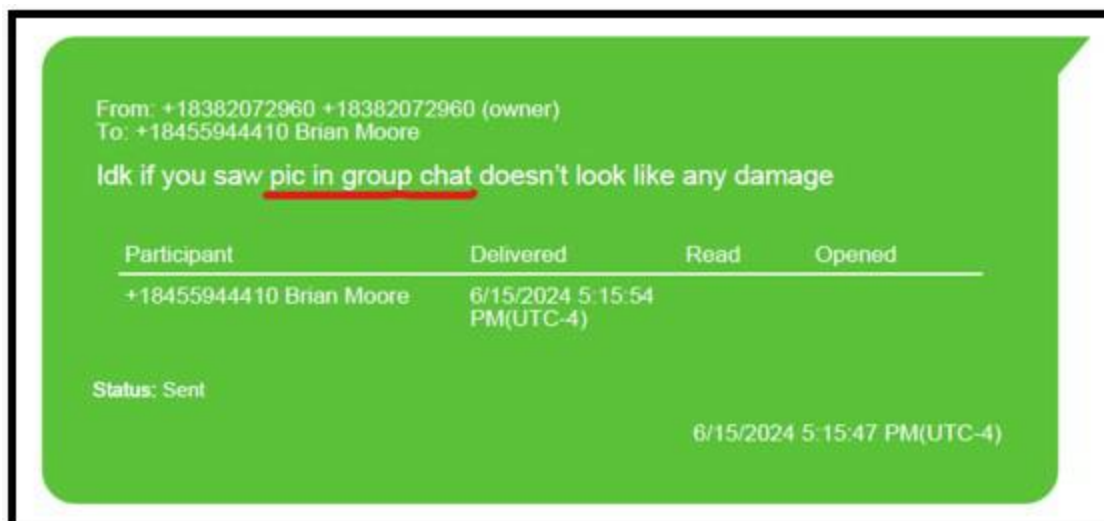 From: +18382072960 +18382072960 (owner)
To: +18455944410 Brian Moore
Idk if you saw pic in group chat doesn't look like any damage
Participant Delivered Read Opened
+18455944410 Brian Moore 6/15/2024 5:15:54
PM(UTC-4)
Status: Sent
6/15/2024 5:15:47 PM(UTC-4)